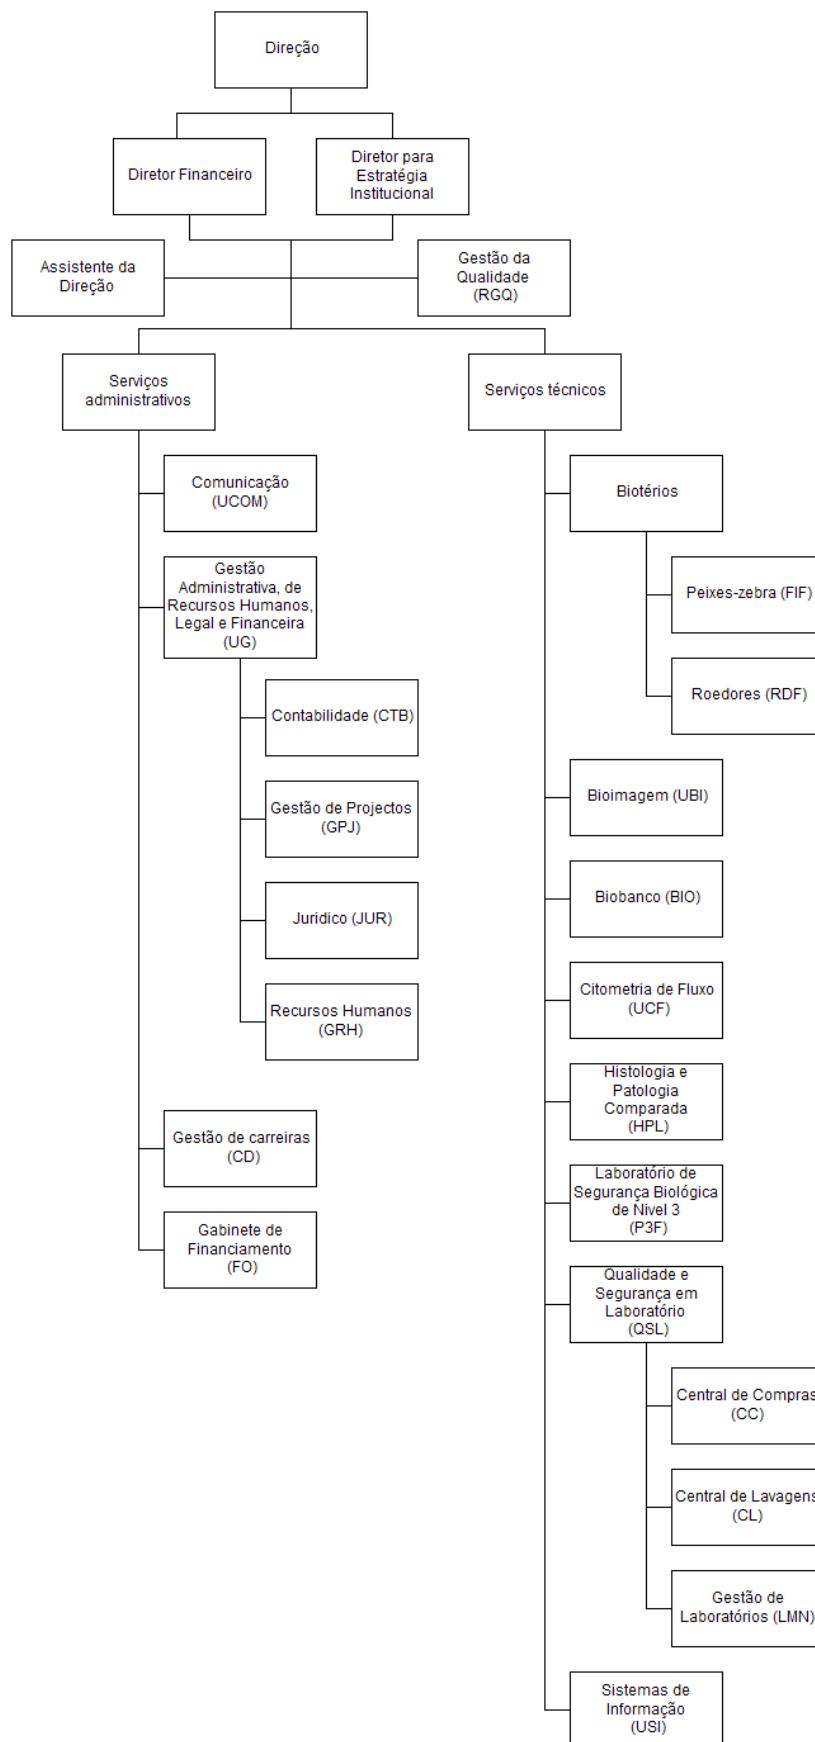 Direção
Diretor Financeiro
Diretor para
Estratégia
Institucional
Assistente da
Direção
Gestão da
Qualidade
(RGQ)
Serviços
administrativos
Comunicação
(UCOM)
Gestão
Administrativa, de
Recursos Humanos,
Legal e Financeira
(UG)
Contabilidade (CTB)
Gestão de Projectos
(GPJ)
Juridico (JUR)
Recursos Humanos
(GRH)
Gestão de carreiras
(CD)
Gabinete de
Financiamento
(FO)
Serviços técnicos
Biotérios
Peixes-zebra (FIF)
Roedores (RDF)
Bioimagem (UBI)
Biobanco (BIO)
Citometria de Fluxo
(UCF)
Histologia e
Patologia
Comparada
(HPL)
Laboratório de
Segurança Biológica
de Nivel 3
(P3F)
Qualidade e
Segurança em
Laboratório
(QSL)
Central de Compras
(CC)
Central de Lavagens
(CL)
Gestão de
Laboratórios (LMN)
Sistemas de
Informação
(USI)